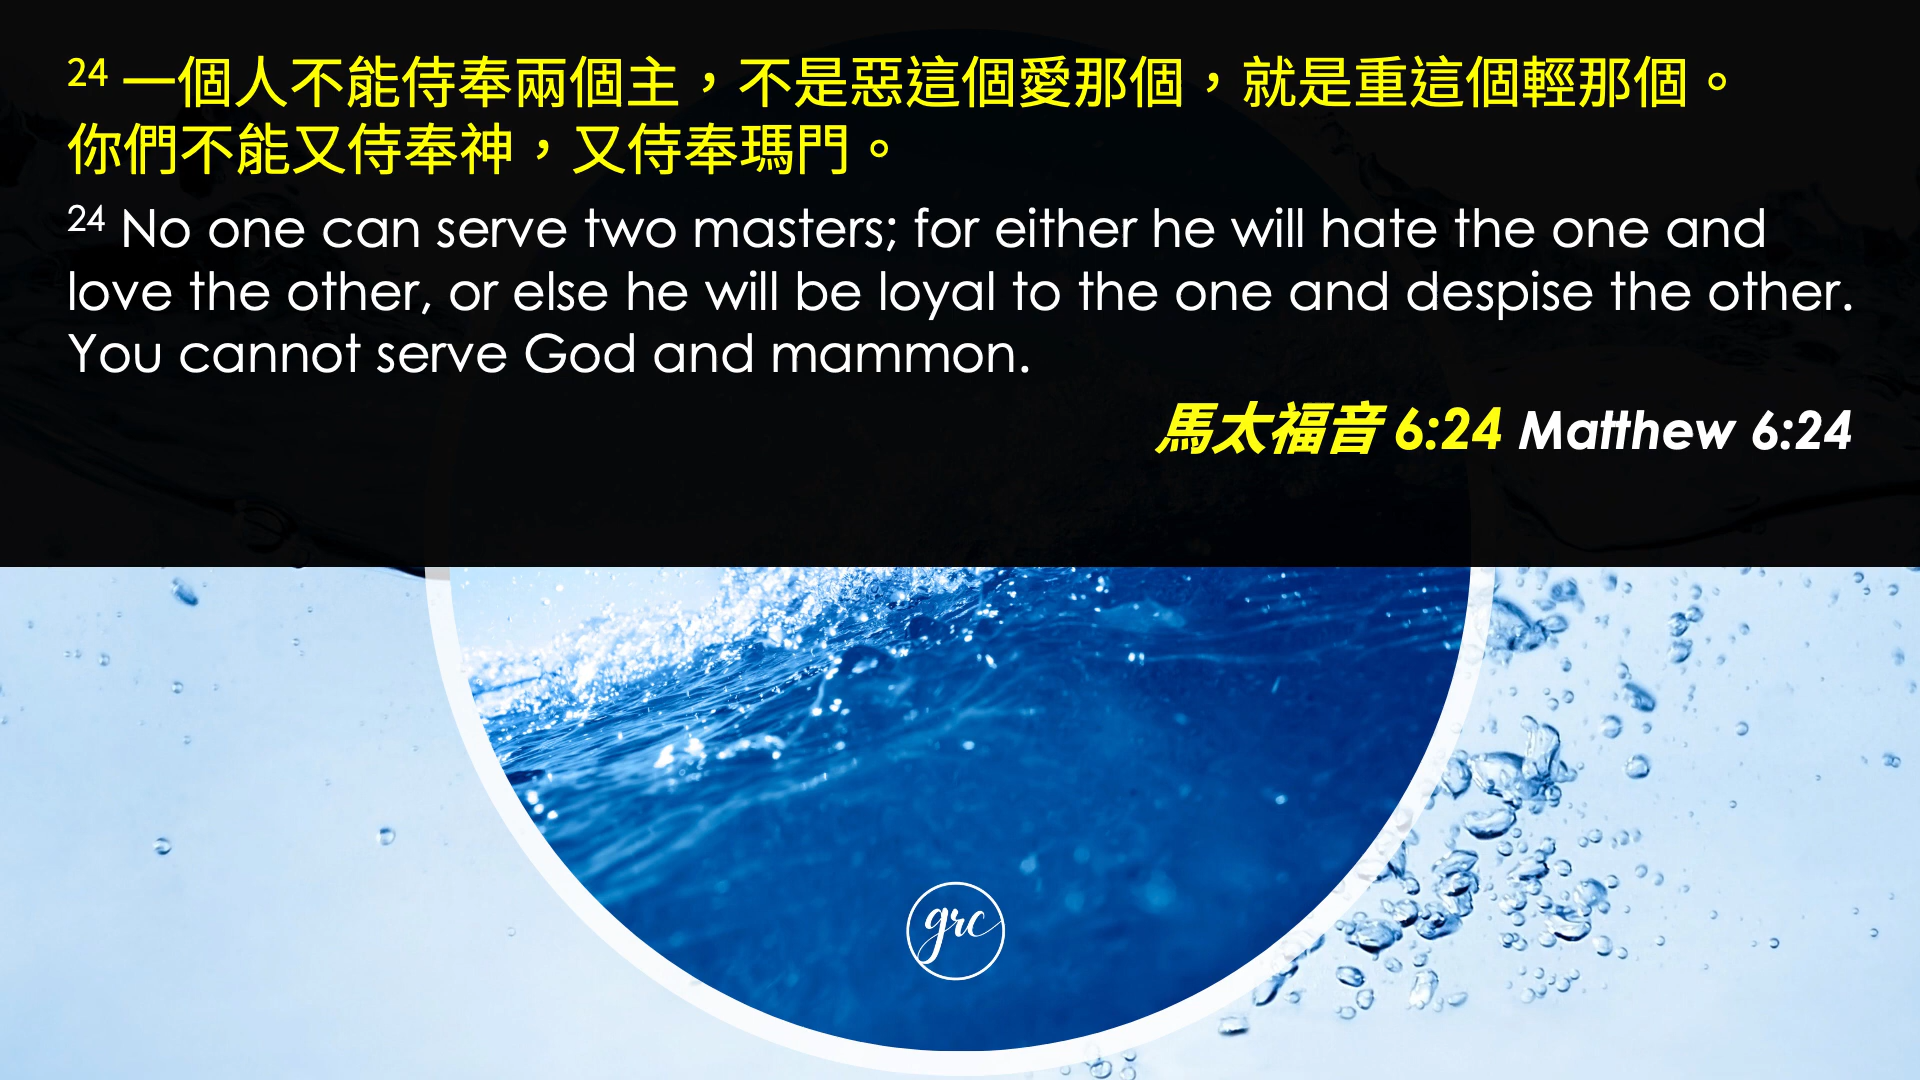 24 一個人不能侍奉兩個主，不是惡這個愛那個，就是重這個輕那個。
你們不能又侍奉神，又侍奉瑪門。
24 No one can serve two masters; for either he will hate the one and
love the other, or else he will be loyal to the one and despise the other.
You cannot serve God and mammon.
馬太福音 6:24 Matthew 6:24
grc